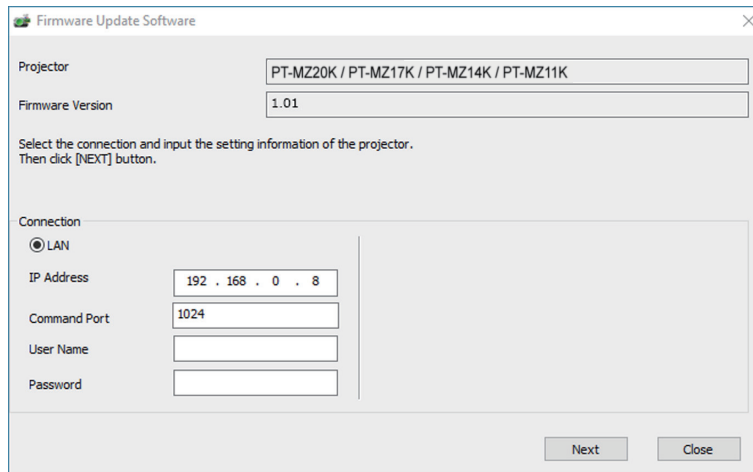 Firmware Update Software
Projector
PT-MZ20K / PT-MZ17K / PT-MZ14K / PT-MZ11K
Firmware Version
1.01
Select the connection and input the setting information of the projector.
Then click [NEXT] button.
Connection
LAN
IP Address
192 . 168 . 0 . 8
Command Port
1024
User Name
Password
Next
Close